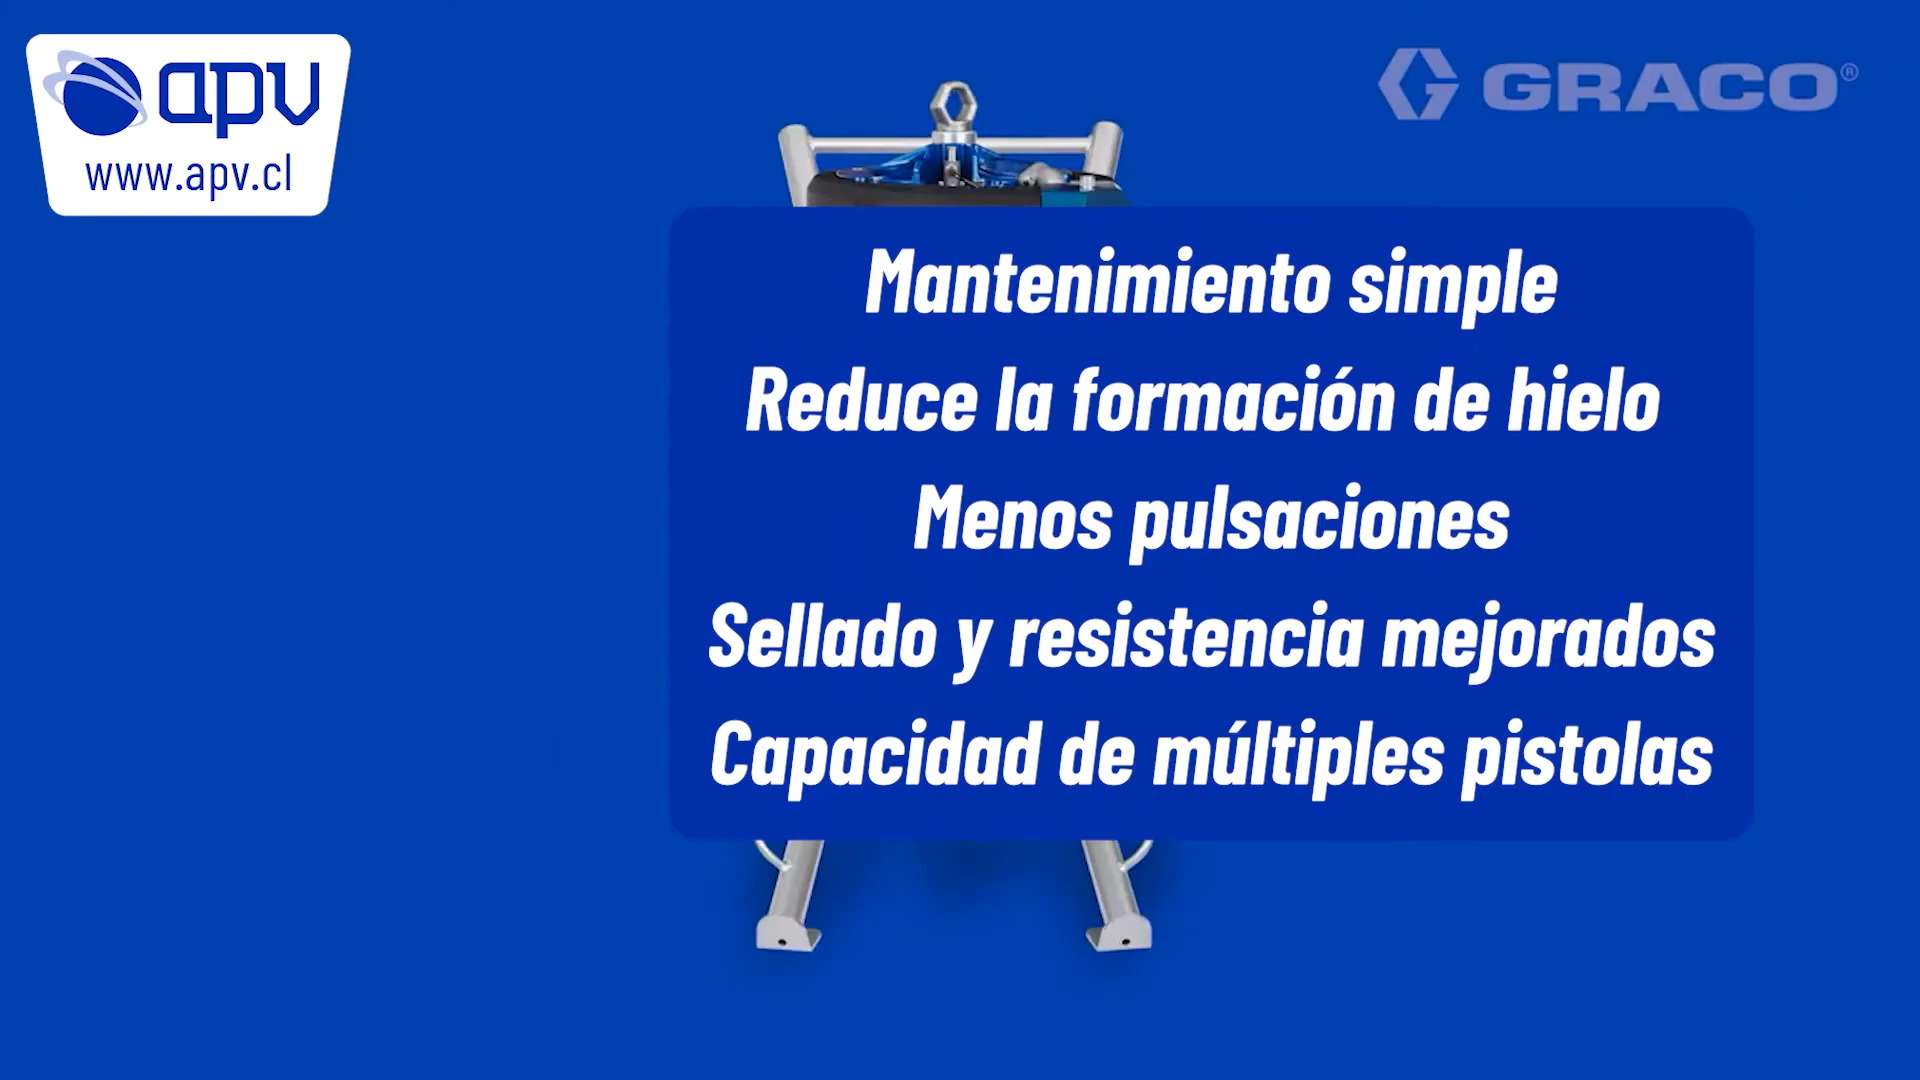 apv
www.apv.cl
GRACO®
Mantenimiento simple
Reduce la formación de hielo
Menos pulsaciones
Sellado y resistencia mejorados
Capacidad de múltiples pistolas